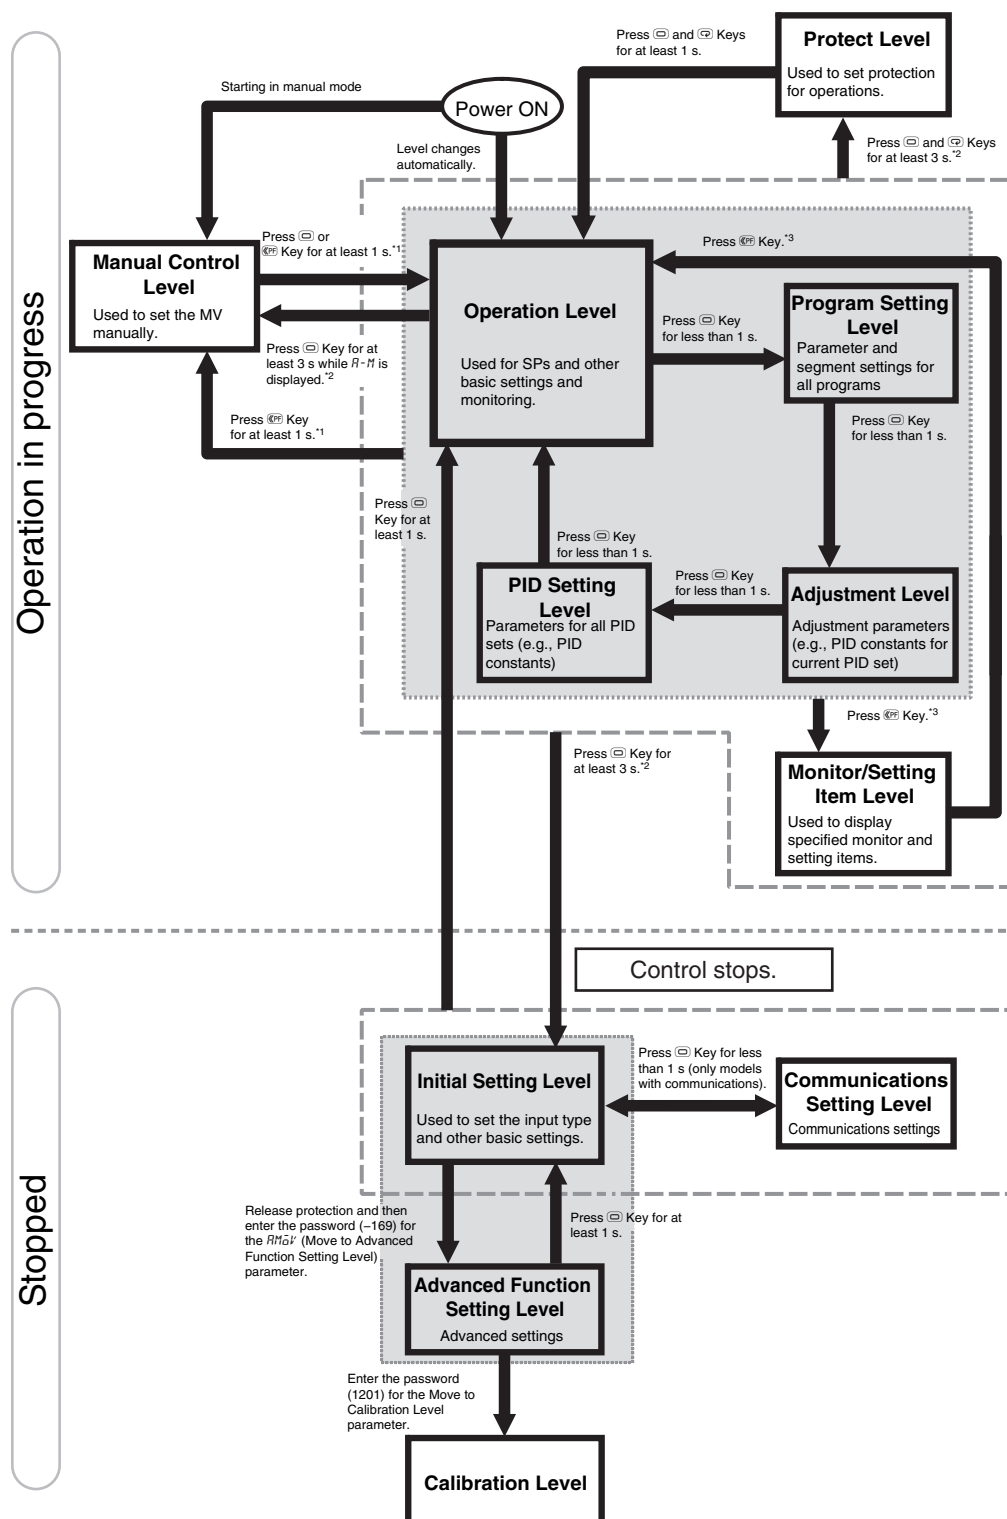 Operation in progress
Stopped
Protect Level
Used to set protection
for operations.
Press and Keys
for at least 1 s.
Starting in manual mode
Power ON
Level changes
automatically.
Press and Keys
for at least 3 s.*2
Press or
PF Key for at least 1 s.*1
Press PF Key.*3
Manual Control
Level
Used to set the MV
manually.
Operation Level
Used for SPs and other
basic settings and
monitoring.
Press Key
for less than 1 s.
Program Setting
Level
Parameter and
segment settings for
all programs
Press Key for at
least 3 s while A-M is
displayed.*2
Press PF Key
for at least 1 s.*1
Press Key
for less than 1 s.
Press
Key for at
least 1 s.
Press Key
for less than 1 s.
Press Key
for less than 1 s.
PID Setting
Level
Parameters for all PID
sets (e.g., PID
constants)
Adjustment Level
Adjustment parameters
(e.g., PID constants for
current PID set)
Press PF Key.*3
Press Key for
at least 3 s.*2
Monitor/Setting
Item Level
Used to display
specified monitor and
setting items.
Control stops.
Initial Setting Level
Used to set the input type
and other basic settings.
Press Key for less
than 1 s (only models
with communications).
Communications
Setting Level
Communications settings
Release protection and then
enter the password (−169) for
the AMoV (Move to Advanced
Function Setting Level)
parameter.
Press Key for at
least 1 s.
Advanced Function
Setting Level
Advanced settings
Enter the password
(1201) for the Move to
Calibration Level
parameter.
Calibration Level